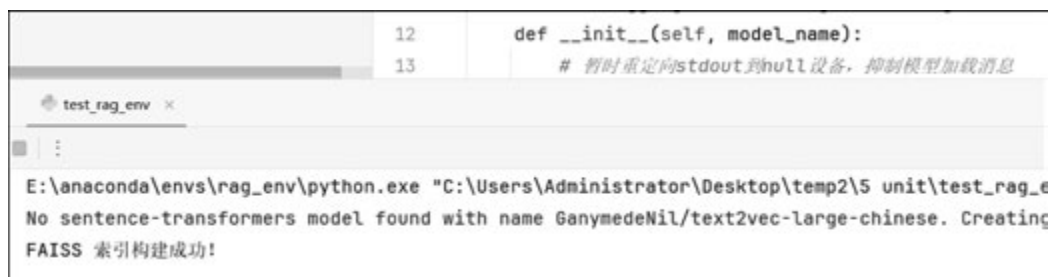 12 def __init__(self, model_name):
13 # 暂时重定向stdout到null设备，抑制模型加载消息
test_rag_env ×
E:\anaconda\envs\rag_env\python.exe "C:\Users\Administrator\Desktop\temp2\5 unit\test_rag_e
No sentence-transformers model found with name GanymedeNil/text2vec-large-chinese. Creating
FAISS 索引构建成功!